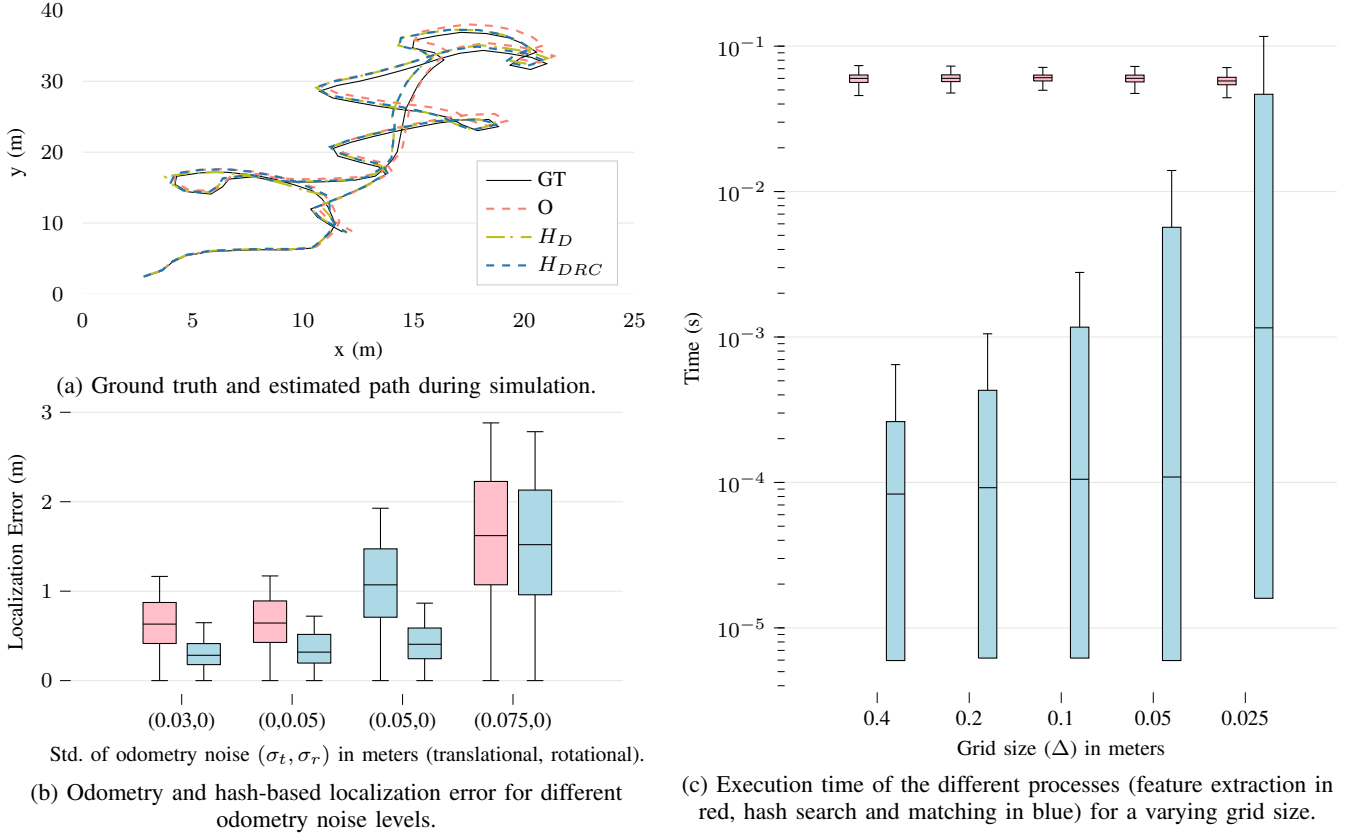 40
30
20
10
0
y (m)
0 5 10 15 20 25
x (m)
GT
O
$H_D$
$H_{DRC}$
(a) Ground truth and estimated path during simulation.
3
2
1
0
Localization Error (m)
(0.03,0) (0,0.05) (0.05,0) (0.075,0)
Std. of odometry noise $(\sigma_t, \sigma_r)$ in meters (translational, rotational).
(b) Odometry and hash-based localization error for different
odometry noise levels.
$10^{-1}$
$10^{-2}$
$10^{-3}$
$10^{-4}$
$10^{-5}$
Time (s)
0.4 0.2 0.1 0.05 0.025
Grid size (Δ) in meters
(c) Execution time of the different processes (feature extraction in
red, hash search and matching in blue) for a varying grid size.